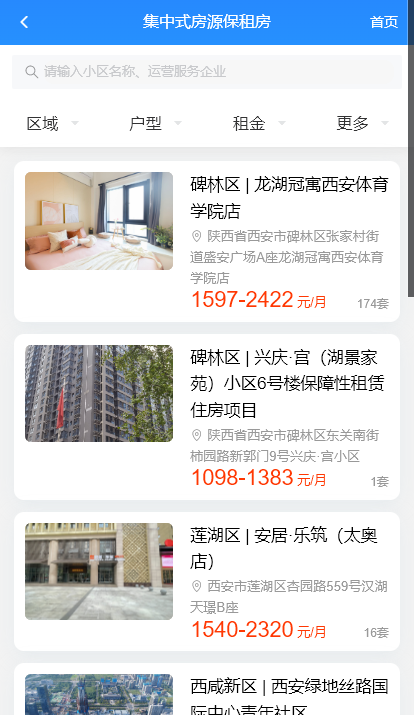 集中式房源保租房
首页
请输入小区名称、运营服务企业
区域 户型 租金 更多
碑林区 | 龙湖冠寓西安体育
学院店
陕西省西安市碑林区张家村街
道盛安广场A座龙湖冠寓西安体育
学院店
1597-2422 元/月 174套
碑林区 | 兴庆·宫（湖景家
苑）小区6号楼保障性租赁
住房项目
陕西省西安市碑林区东关南街
柿园路新郭门9号兴庆·宫小区
1098-1383 元/月 1套
莲湖区 | 安居·乐筑（太奥
店）
西安市莲湖区杏园路559号汉湖
天璟B座
1540-2320 元/月 16套
西咸新区 | 西安绿地丝路国
际中心青年社区